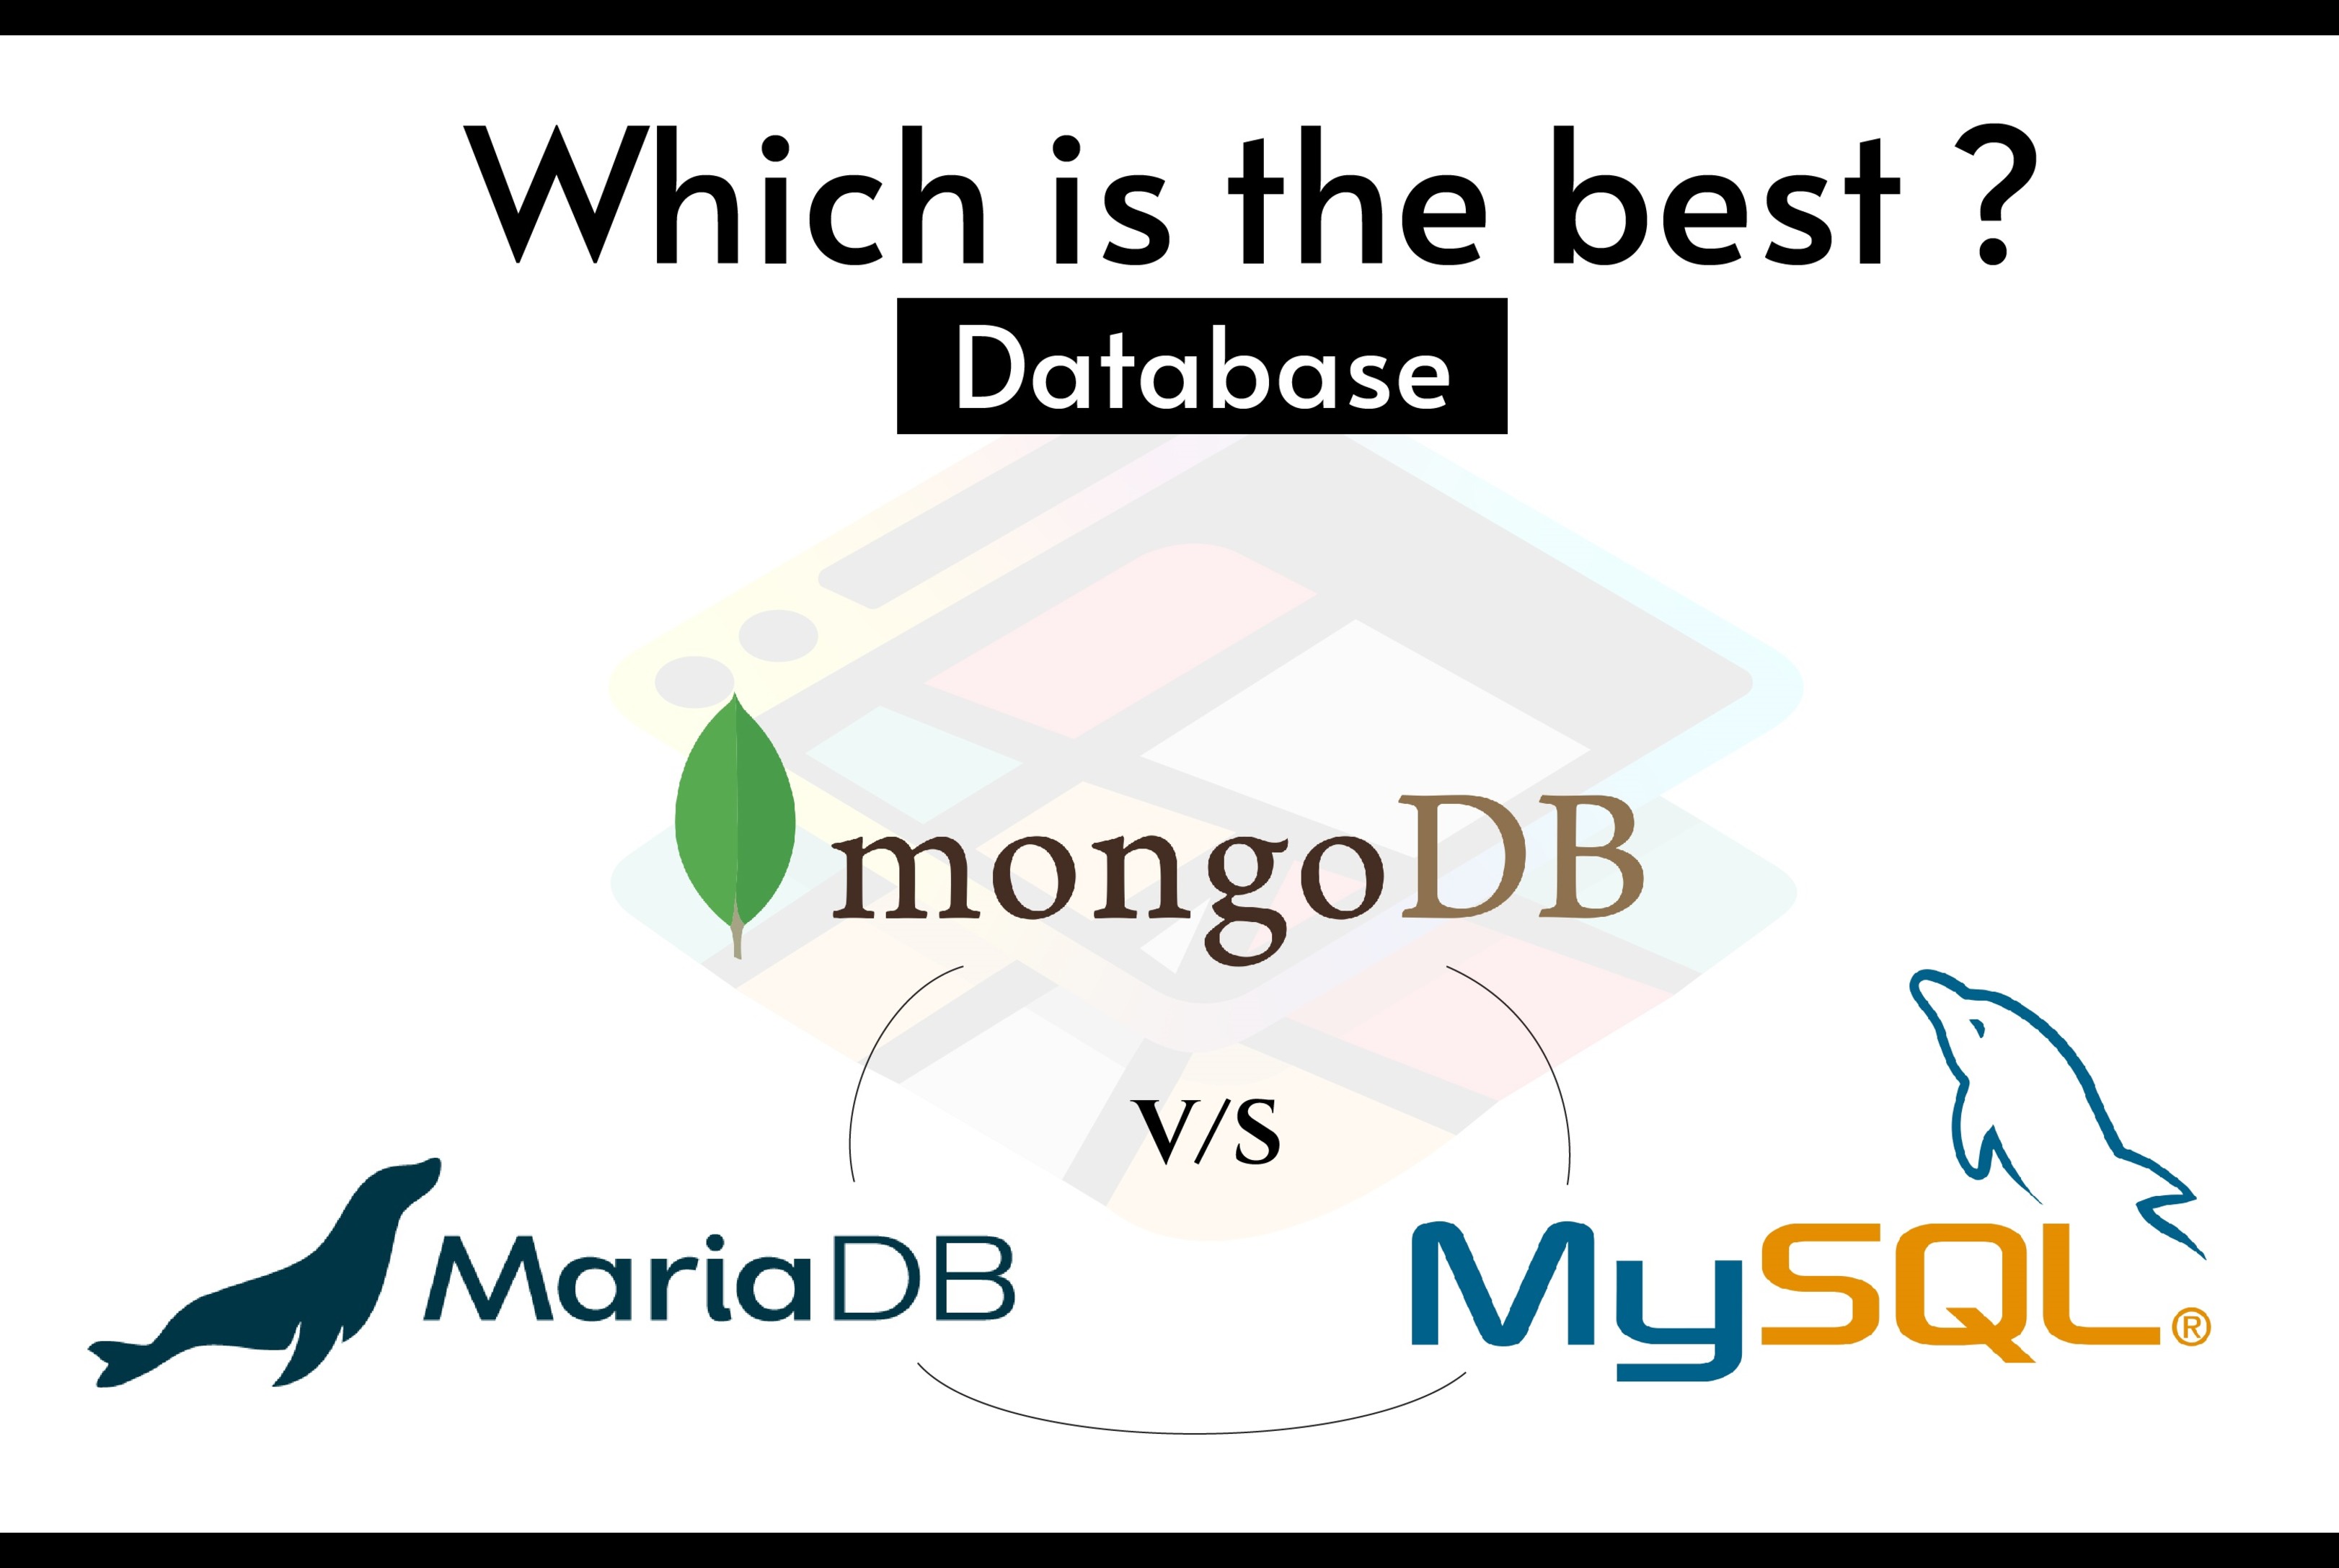 Which is the best ?
Database
mongoDB
V/S
MariaDB
MySQL®